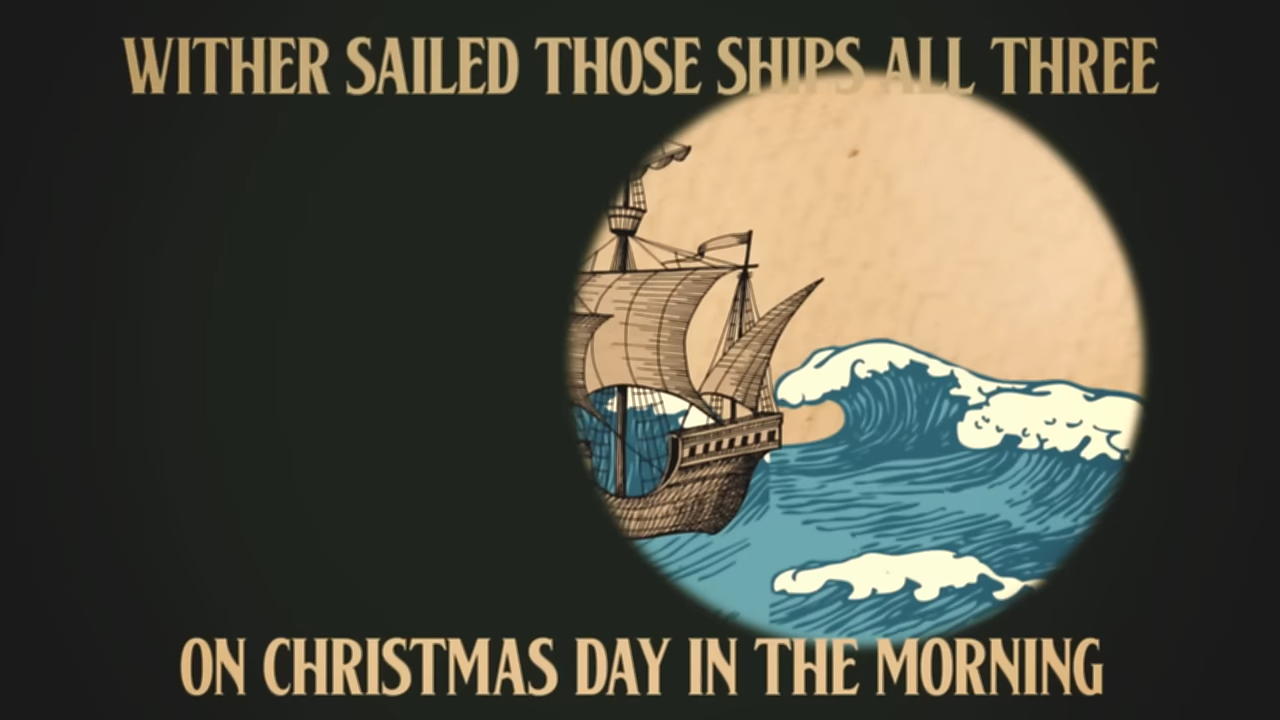 WITHER SAILED THOSE SHIPS ALL THREE
ON CHRISTMAS DAY IN THE MORNING